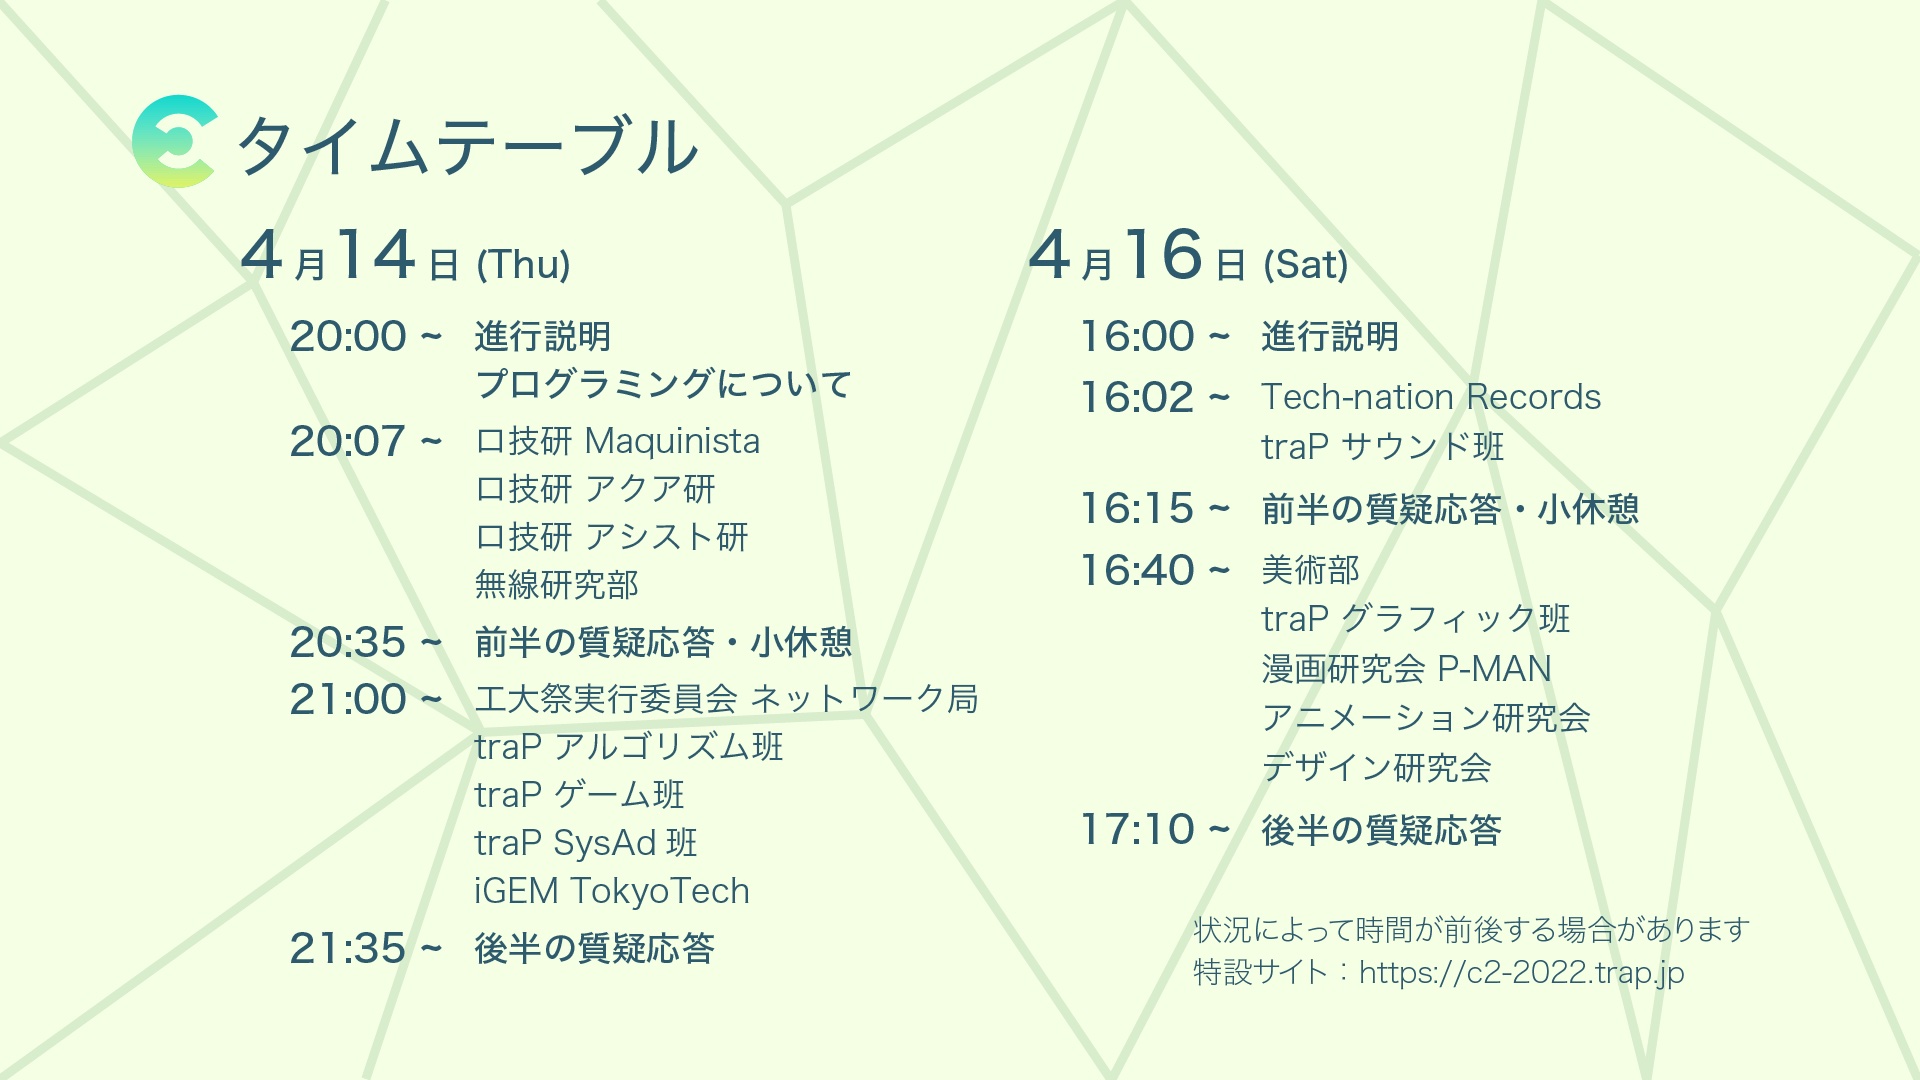 タイムテーブル
4月14日 (Thu)
20:00 ~ 進行説明
プログラミングについて
20:07 ~ ロ技研 Maquinista
ロ技研 アクア研
ロ技研 アシスト研
無線研究部
20:35 ~ 前半の質疑応答・小休憩
21:00 ~ 工大祭実行委員会 ネットワーク局
traP アルゴリズム班
traP ゲーム班
traP SysAd 班
iGEM TokyoTech
21:35 ~ 後半の質疑応答
4月16日 (Sat)
16:00 ~ 進行説明
16:02 ~ Tech-nation Records
traP サウンド班
16:15 ~ 前半の質疑応答・小休憩
16:40 ~ 美術部
traP グラフィック班
漫画研究会 P-MAN
アニメーション研究会
デザイン研究会
17:10 ~ 後半の質疑応答
状況によって時間が前後する場合があります
特設サイト：https://c2-2022.trap.jp